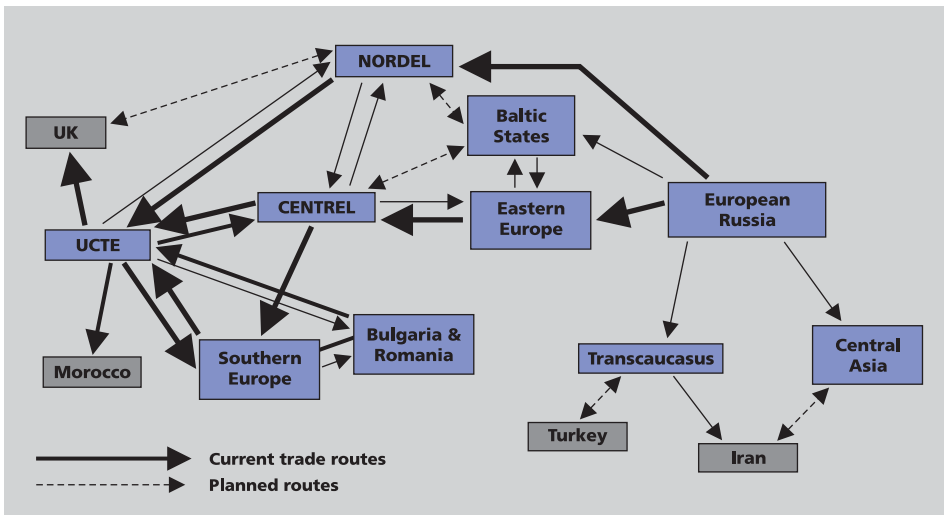 NORDEL
UK
Baltic
States
CENTREL
Eastern
Europe
European
Russia
UCTE
Morocco
Southern
Europe
Bulgaria &
Romania
Transcaucasus
Central
Asia
Turkey
Iran
Current trade routes
Planned routes